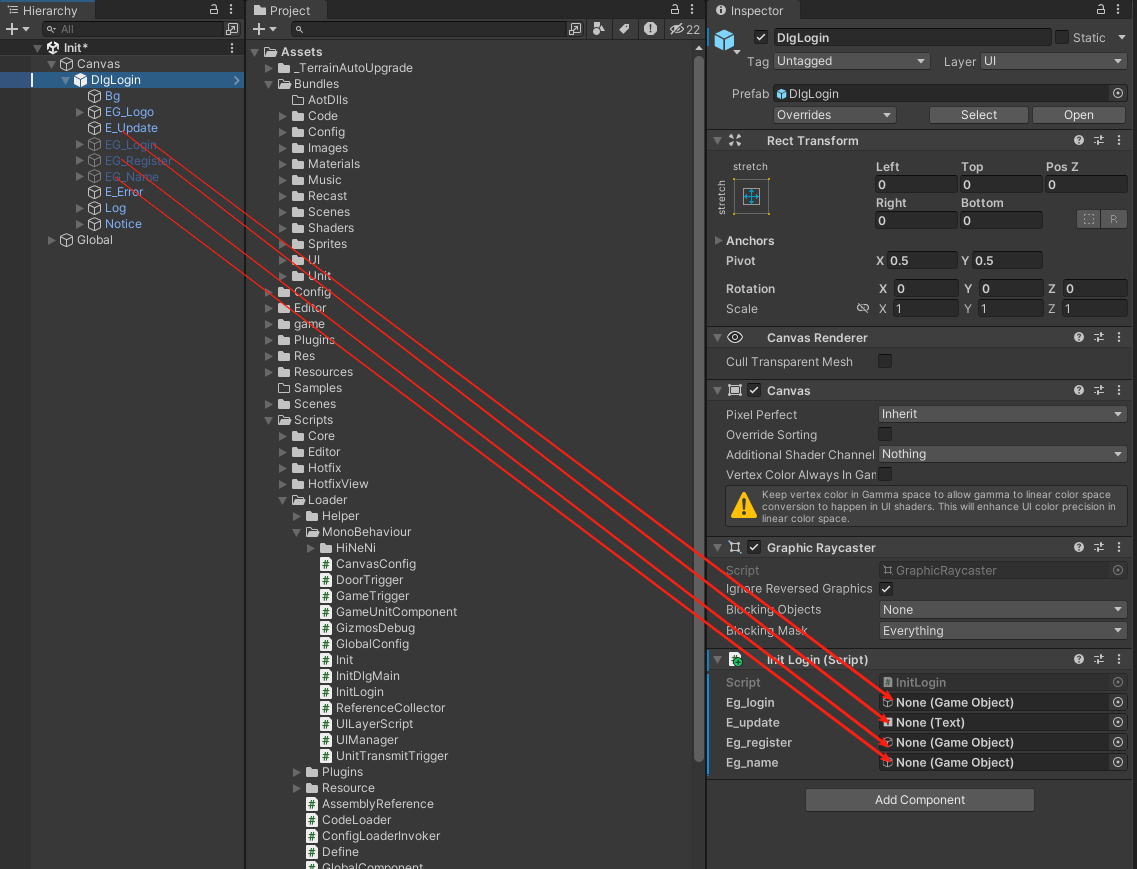 Hierarchy
All
Init*
Canvas
DlgLogin
Bg
EG_Logo
E_Update
EG_Login
EG_Register
EG_Name
E_Error
Log
Notice
Global
Project
22
Assets
_TerrainAutoUpgrade
Bundles
AotDlls
Code
Config
Images
Materials
Music
Recast
Scenes
Shaders
Sprites
UI
Unit
Config
Editor
game
Plugins
Res
Resources
Samples
Scenes
Scripts
Core
Editor
Hotfix
HotfixView
Loader
Helper
MonoBehaviour
HiNeNi
CanvasConfig
DoorTrigger
GameTrigger
GameUnitComponent
GizmosDebug
GlobalConfig
Init
InitDlgMain
InitLogin
ReferenceCollector
UILayerScript
UIManager
UnitTransmitTrigger
Plugins
Resource
AssemblyReference
CodeLoader
ConfigLoaderInvoker
Define
GlobalComponent
Inspector
DlgLogin Static
Tag Untagged Layer UI
Prefab DlgLogin
Overrides Select Open
Rect Transform
stretch
stretch
Left Top Pos Z
0 0 0
Right Bottom
0 0 R
Anchors
Pivot X 0.5 Y 0.5
Rotation X 0 Y 0 Z 0
Scale X 1 Y 1 Z 1
Canvas Renderer
Cull Transparent Mesh
Canvas
Pixel Perfect Inherit
Override Sorting
Additional Shader Channel Nothing
Vertex Color Always In Gar
Keep vertex color in Gamma space to allow gamma to linear color space
conversion to happen in UI shaders. This will enhance UI color precision in
linear color space.
Graphic Raycaster
Script GraphicRaycaster
Ignore Reversed Graphics
Blocking Objects None
Blocking Mask Everything
Init Login (Script)
Script InitLogin
Eg_login None (Game Object)
E_update None (Text)
Eg_register None (Game Object)
Eg_name None (Game Object)
Add Component